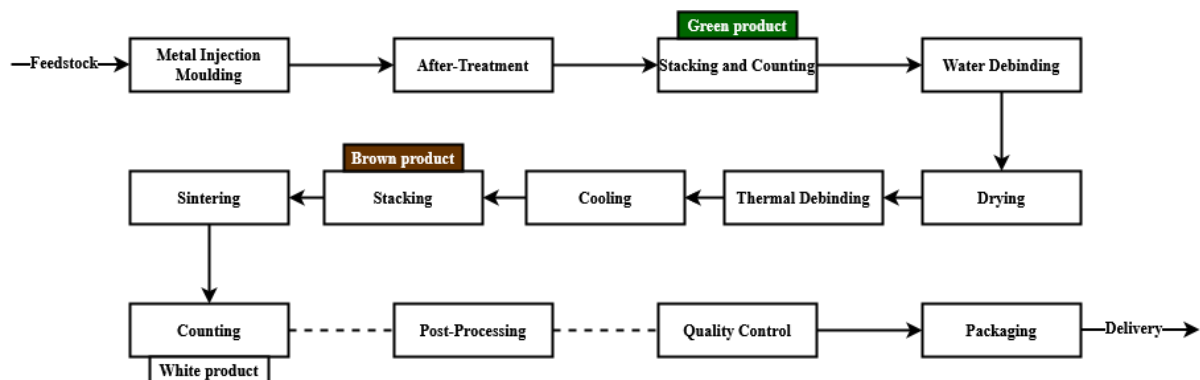 Green product
Feedstock
Metal Injection
Moulding
After-Treatment
Stacking and Counting
Water Debinding
Brown product
Sintering
Stacking
Cooling
Thermal Debinding
Drying
Counting
Post-Processing
Quality Control
Packaging
Delivery
White product